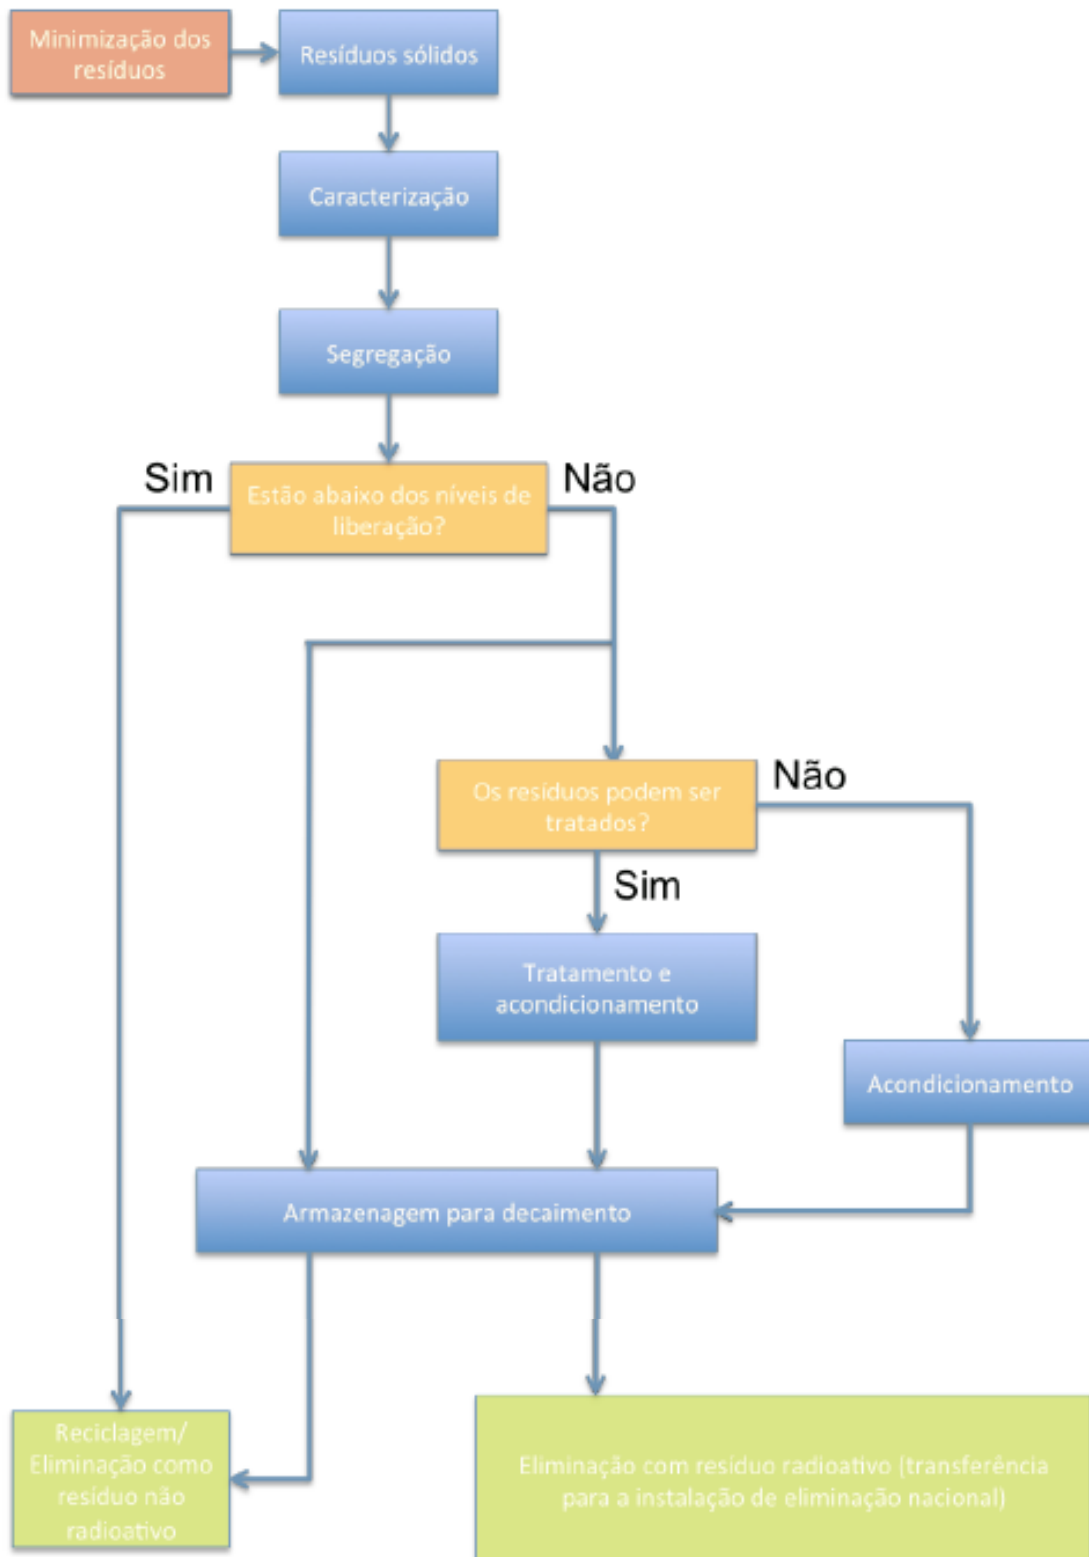 Minimização dos
resíduos
Resíduos sólidos
Caracterização
Segregação
Sim
Estão abaixo dos níveis de
liberação?
Não
Os resíduos podem ser
tratados?
Não
Sim
Tratamento e
acondicionamento
Acondicionamento
Armazenagem para decaimento
Reciclagem/
Eliminação como
resíduo não
radioativo
Eliminação com resíduo radioativo (transferência
para a instalação de eliminação nacional)